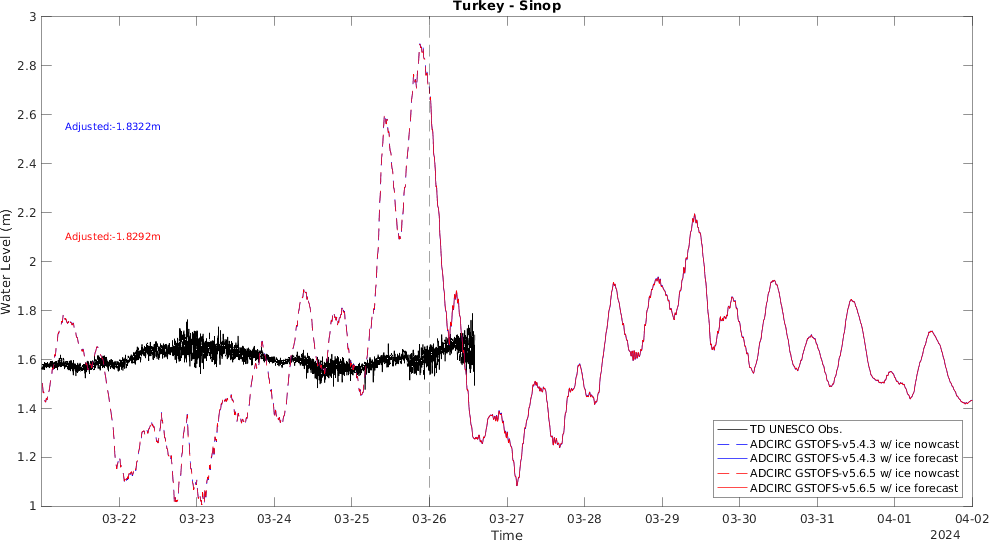 Turkey - Sinop
3
2.8
2.6
2.4
2.2
2
1.8
1.6
1.4
1.2
1
Water Level (m)
Adjusted:-1.8322m
Adjusted:-1.8292m
TD UNESCO Obs.
ADCIRC GSTOFS-v5.4.3 w/ ice nowcast
ADCIRC GSTOFS-v5.4.3 w/ ice forecast
ADCIRC GSTOFS-v5.6.5 w/ ice nowcast
ADCIRC GSTOFS-v5.6.5 w/ ice forecast
03-22 03-23 03-24 03-25 03-26 03-27 03-28 03-29 03-30 03-31 04-01 04-02
Time
2024